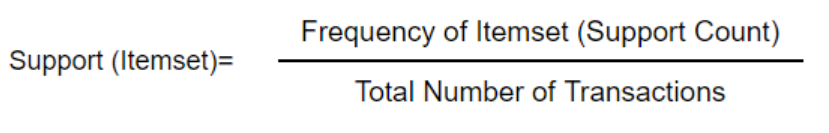 Frequency of Itemset (Support Count)
Support (Itemset)=
Total Number of Transactions